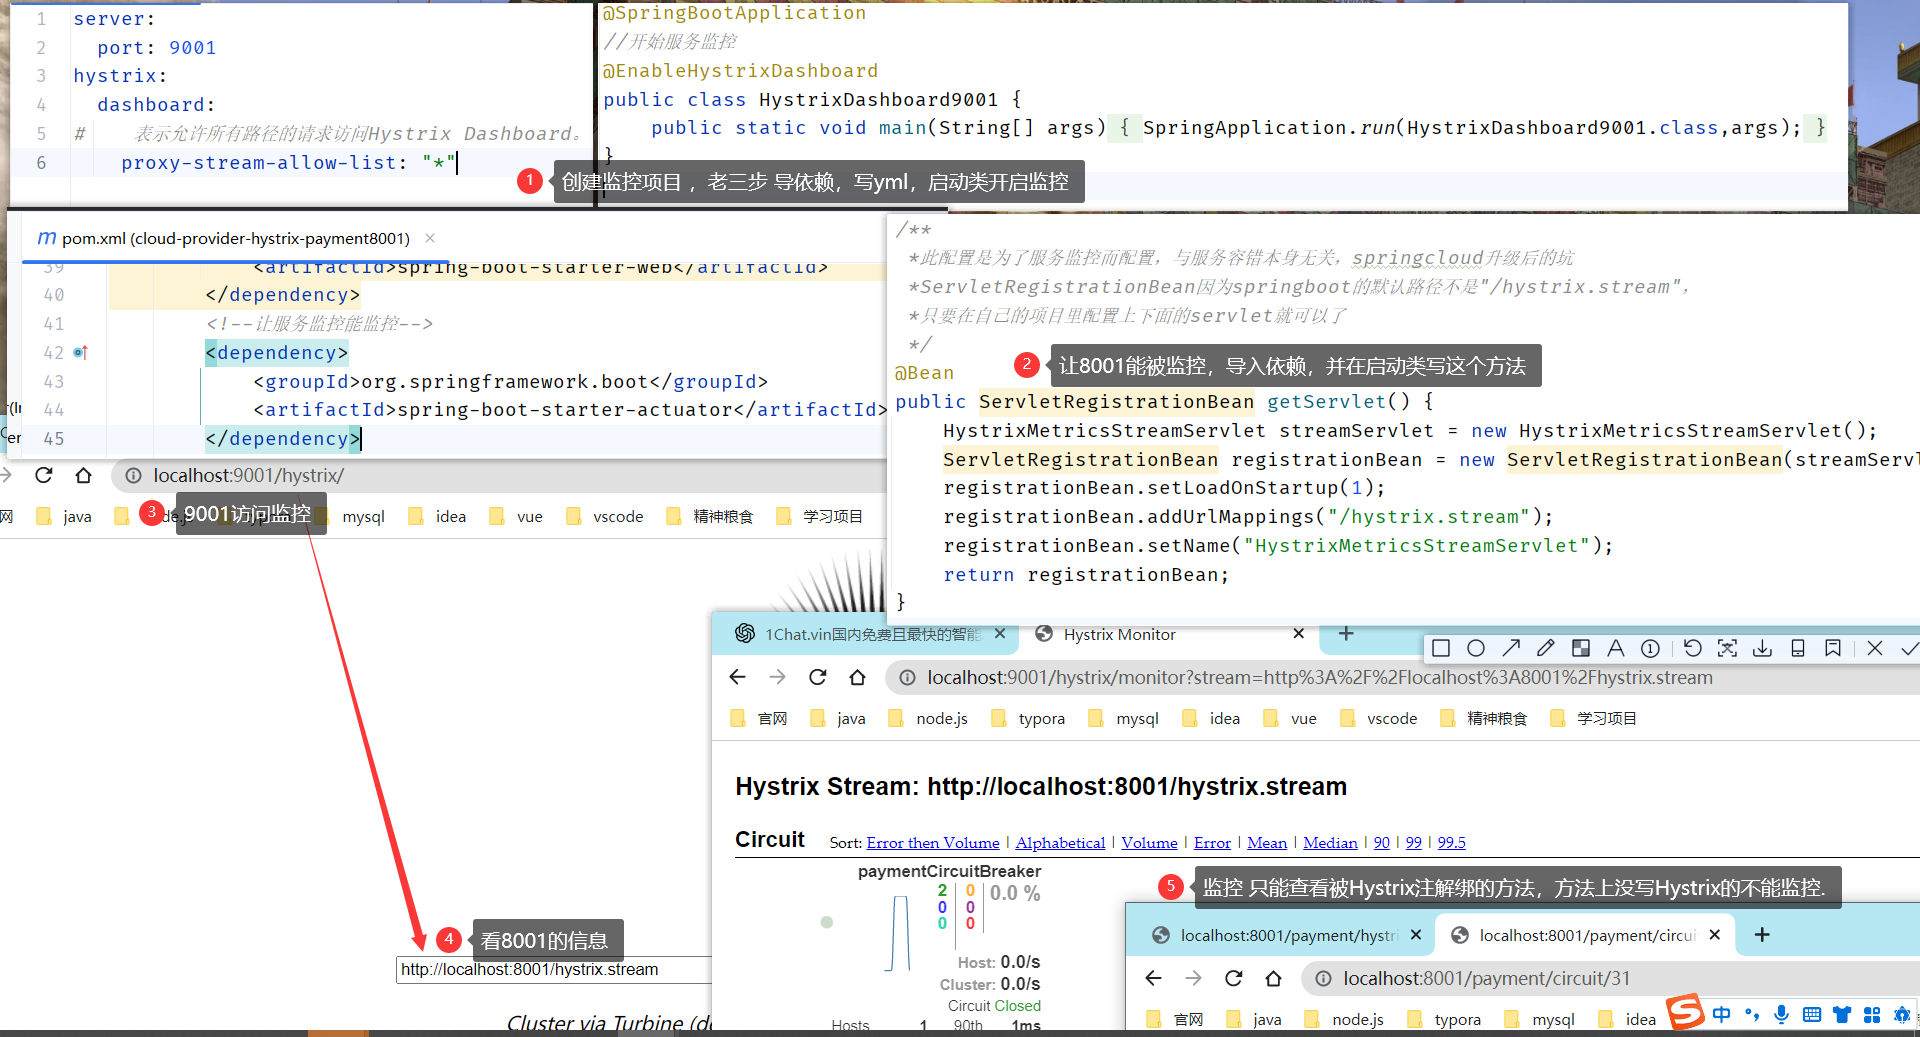 1 server:
2 port: 9001
3 hystrix:
4 dashboard:
5 # 表示允许所有路径的请求访问Hystrix Dashboard。
6 proxy-stream-allow-list: "*"
@SpringBootApplication
//开始服务监控
@EnableHystrixDashboard
public class HystrixDashboard9001 {
public static void main(String[] args) { SpringApplication.run(HystrixDashboard9001.class,args); }
}
1 创建监控项目 ，老三步 导依赖，写yml，启动类开启监控
m pom.xml (cloud-provider-hystrix-payment8001)
39 <artifactId>spring-boot-starter-web</artifactId>
40 </dependency>
41 <!--让服务监控能监控-->
42 <dependency>
43 <groupId>org.springframework.boot</groupId>
44 <artifactId>spring-boot-starter-actuator</artifactId>
45 </dependency>
/**
*此配置是为了服务监控而配置，与服务容错本身无关，springcloud升级后的坑
*ServletRegistrationBean因为springboot的默认路径不是"/hystrix.stream"，
*只要在自己的项目里配置上下面的servlet就可以了
*/
2 让8001能被监控，导入依赖，并在启动类写这个方法
@Bean
public ServletRegistrationBean getServlet() {
HystrixMetricsStreamServlet streamServlet = new HystrixMetricsStreamServlet();
ServletRegistrationBean registrationBean = new ServletRegistrationBean(streamServl
registrationBean.setLoadOnStartup(1);
registrationBean.addUrlMappings("/hystrix.stream");
registrationBean.setName("HystrixMetricsStreamServlet");
return registrationBean;
}
localhost:9001/hystrix/
3 9001访问监控
网 java de.js mysql idea vue vscode 精神粮食 学习项目
4 看8001的信息
http://localhost:8001/hystrix.stream
Cluster via Turbine (de
1Chat.vin国内免费且最快的智能 Hystrix Monitor
localhost:9001/hystrix/monitor?stream=http%3A%2F%2Flocalhost%3A8001%2Fhystrix.stream
官网 java node.js typora mysql idea vue vscode 精神粮食 学习项目
Hystrix Stream: http://localhost:8001/hystrix.stream
Circuit Sort: Error then Volume | Alphabetical | Volume | Error | Mean | Median | 90 | 99 | 99.5
paymentCircuitBreaker
2 0 0.0 %
0 0
0 0
Host: 0.0/s
Cluster: 0.0/s
Circuit Closed
Hosts 1 90th 1ms
5 监控 只能查看被Hystrix注解绑的方法，方法上没写Hystrix的不能监控.
localhost:8001/payment/hystri localhost:8001/payment/circui
localhost:8001/payment/circuit/31
官网 java node.js typora mysql idea
中